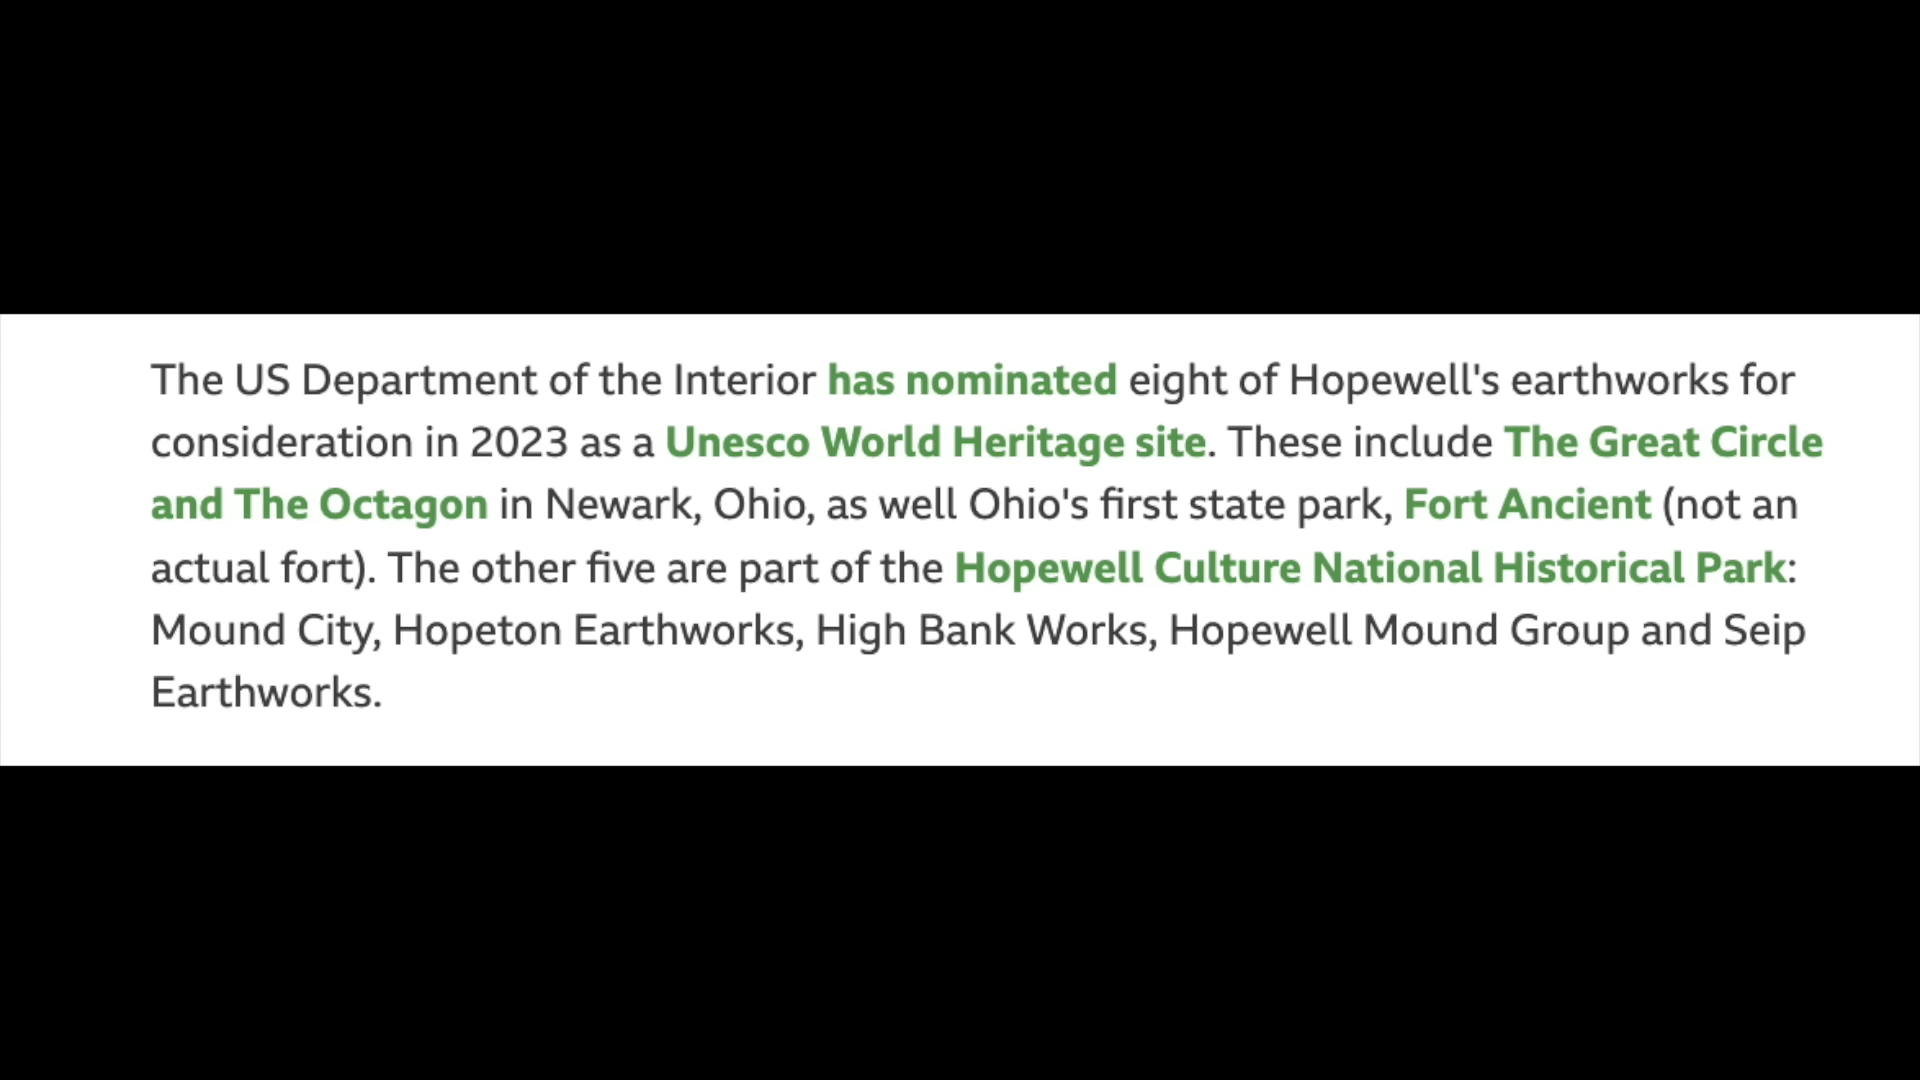 The US Department of the Interior has nominated eight of Hopewell's earthworks for
consideration in 2023 as a Unesco World Heritage site. These include The Great Circle
and The Octagon in Newark, Ohio, as well Ohio's first state park, Fort Ancient (not an
actual fort). The other five are part of the Hopewell Culture National Historical Park:
Mound City, Hopeton Earthworks, High Bank Works, Hopewell Mound Group and Seip
Earthworks.